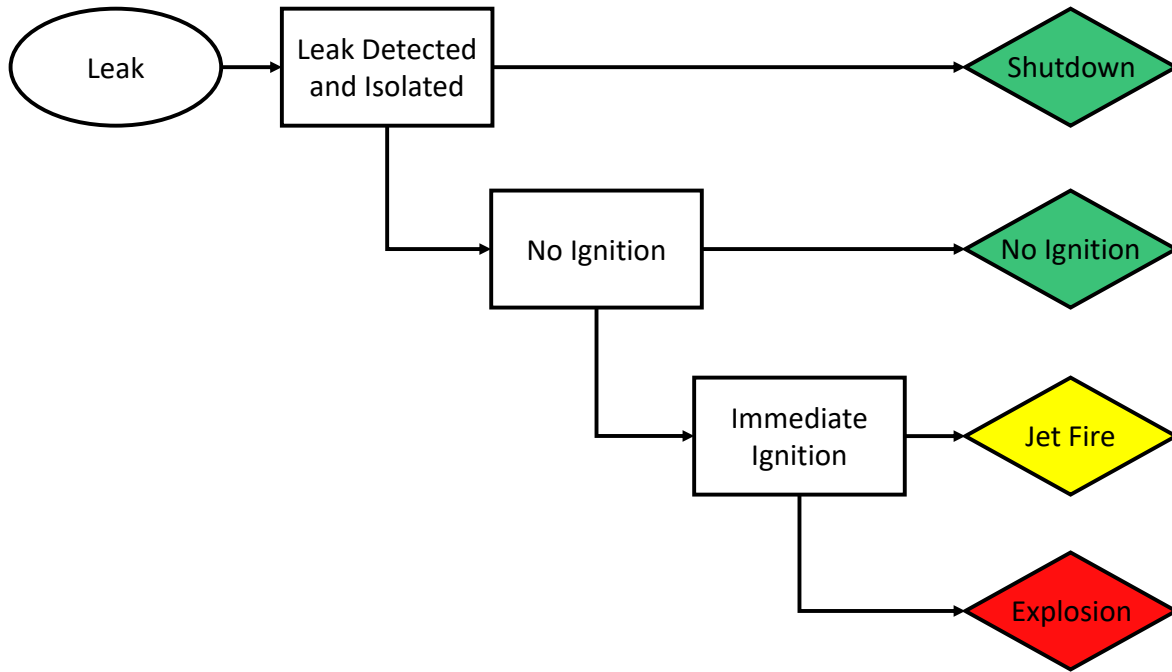 Leak
Leak Detected
and Isolated
Shutdown
No Ignition
No Ignition
Immediate
Ignition
Jet Fire
Explosion